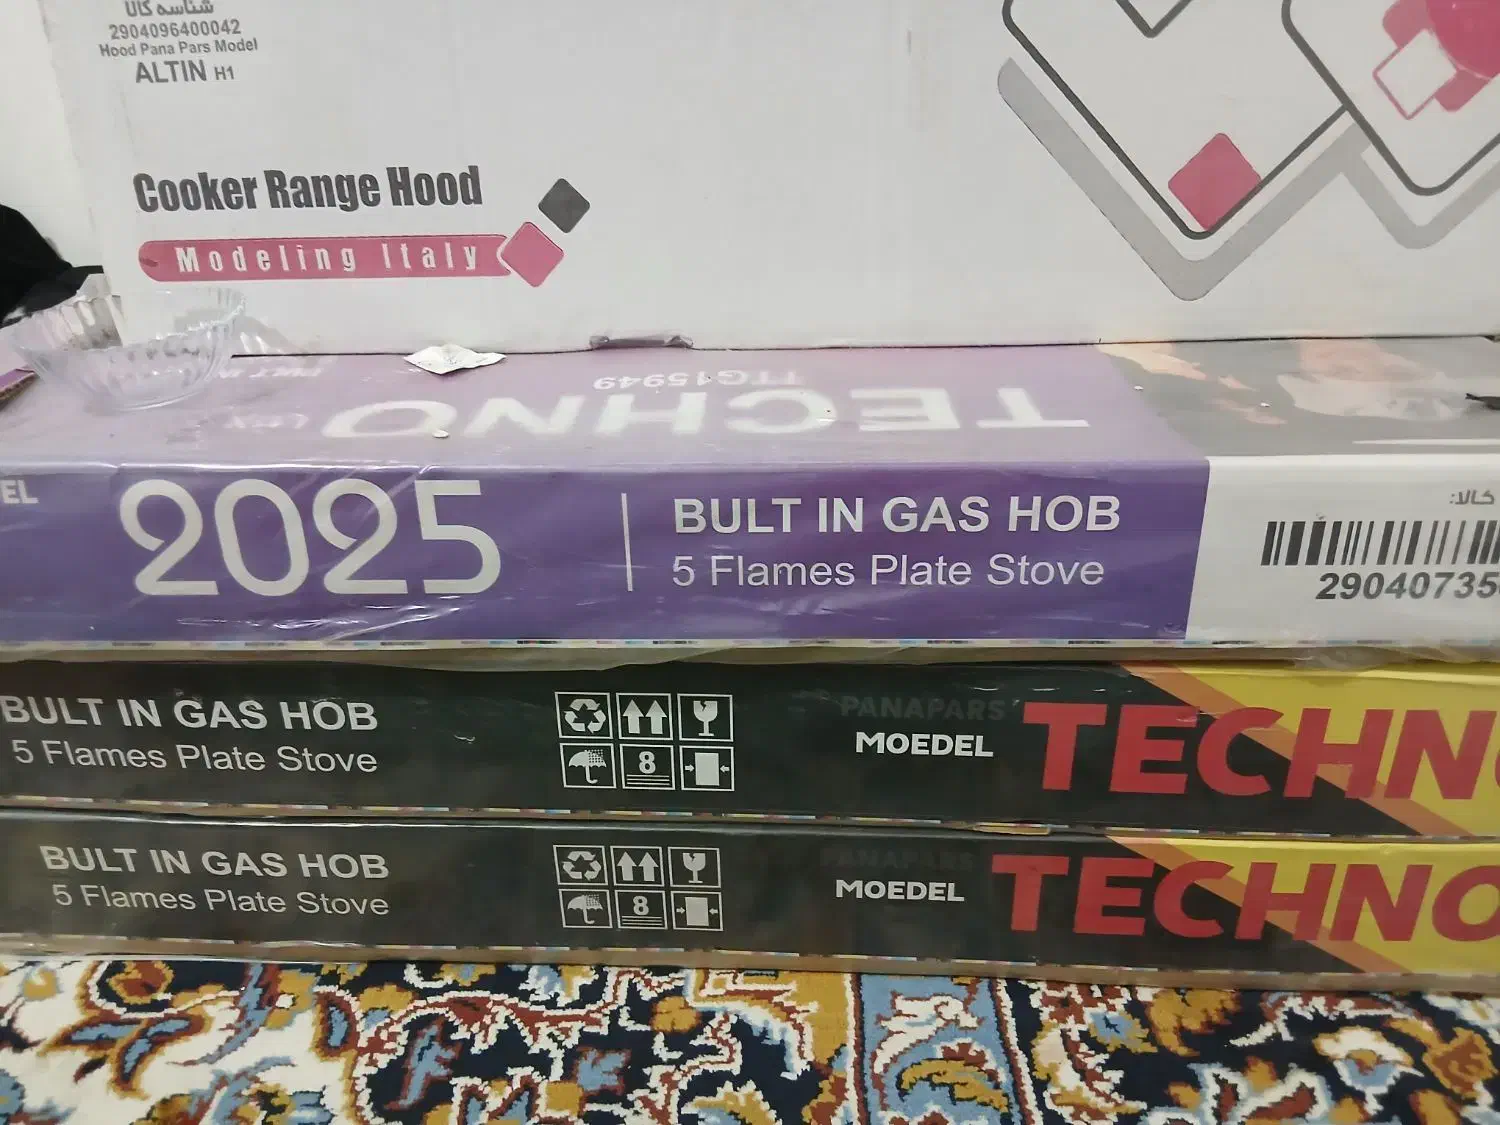 شناسه کالا
2904096400042
Hood Pana Pars Model
ALTIN H1
Cooker Range Hood
Modeling Italy
TTG15949
TECHNO
EL
2025
BULT IN GAS HOB
5 Flames Plate Stove
کالا:
29040735
BULT IN GAS HOB
5 Flames Plate Stove
8
PANAPARS
MOEDEL
TECHNO
BULT IN GAS HOB
5 Flames Plate Stove
8
PANAPARS
MOEDEL
TECHNO